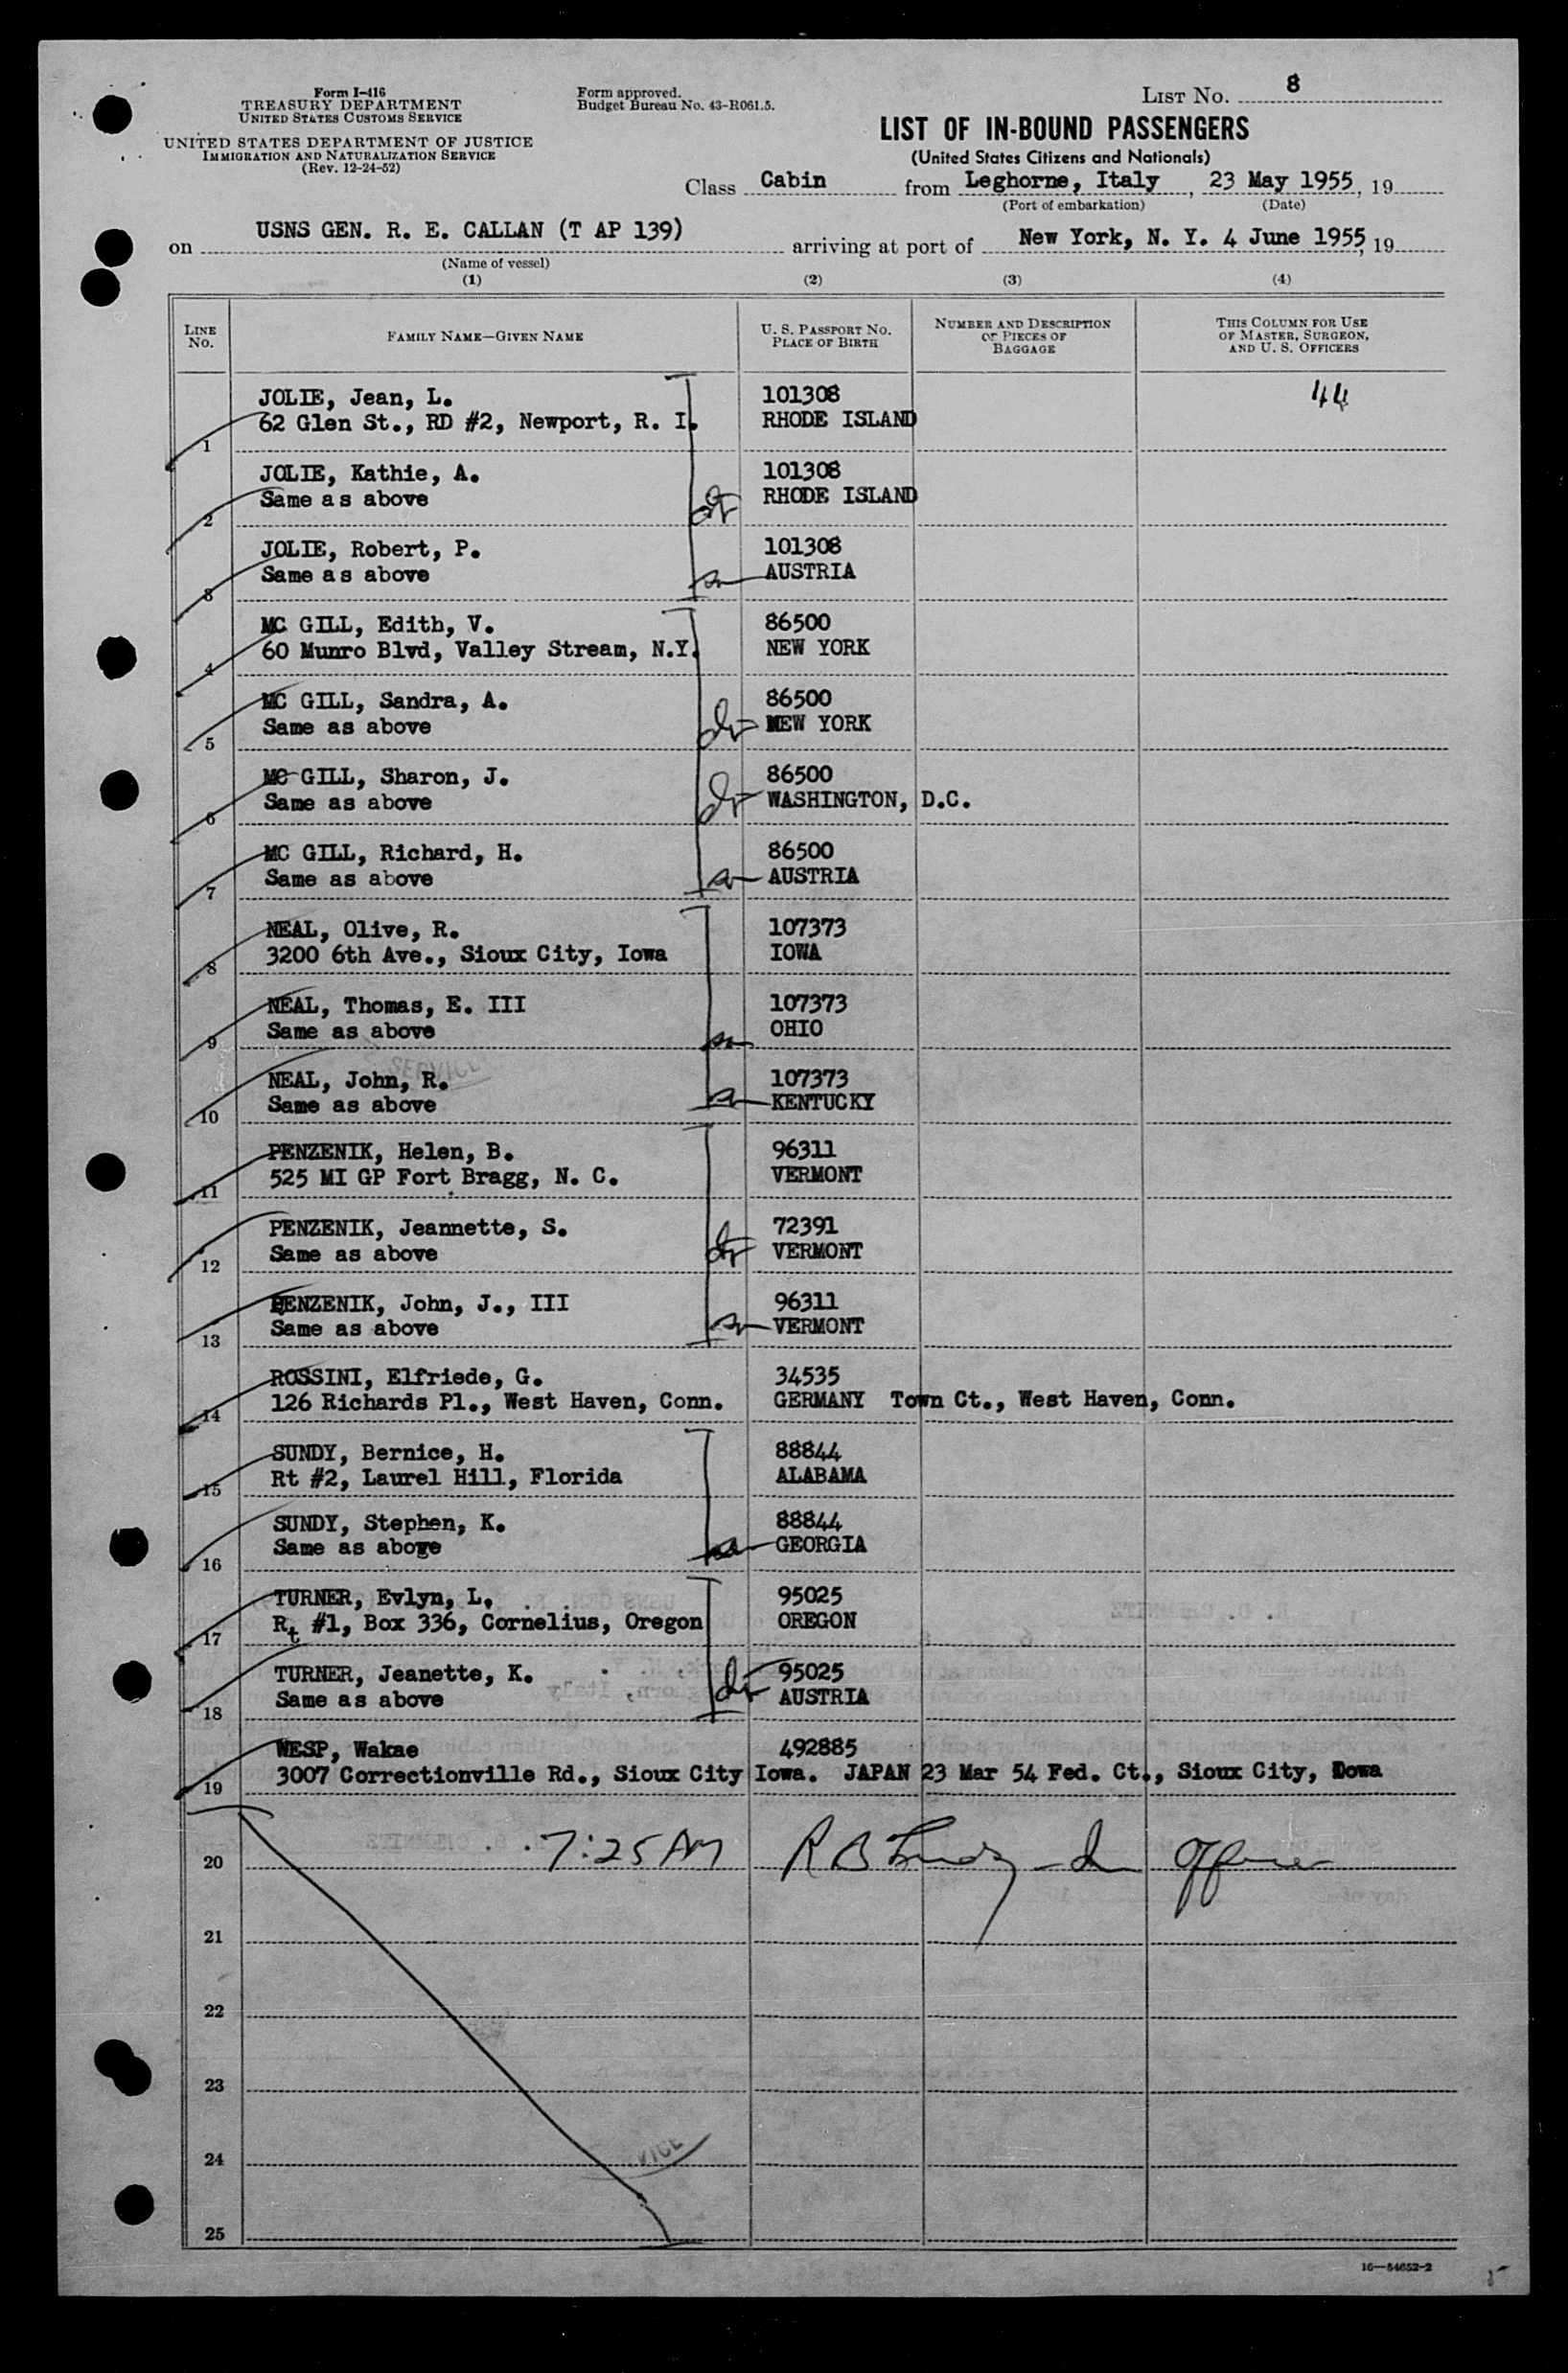 Form I-416
TREASURY DEPARTMENT
UNITED STATES CUSTOMS SERVICE
UNITED STATES DEPARTMENT OF JUSTICE
IMMIGRATION AND NATURALIZATION SERVICE
(Rev. 12-24-52)
Form approved.
Budget Bureau No. 43-R061.5.
LIST No. 8
LIST OF IN-BOUND PASSENGERS
(United States Citizens and Nationals)
Class Cabin from Leghorne, Italy, 23 May 1955, 19
(Port of embarkation) (Date)
on USNS GEN. R. E. CALLAN (T AP 139) arriving at port of New York, N. Y. 4 June 1955, 19
(Name of vessel)
(1) (2) (3) (4)
LINE No. FAMILY NAME—GIVEN NAME U. S. PASSPORT No. PLACE OF BIRTH NUMBER AND DESCRIPTION OF PIECES OF BAGGAGE THIS COLUMN FOR USE OF MASTER, SURGEON, AND U. S. OFFICERS
JOLIE, Jean, L. 101308 44
1 62 Glen St., RD #2, Newport, R. I. RHODE ISLAND
JOLIE, Kathie, A. 101308
2 Same as above RHODE ISLAND
JOLIE, Robert, P. 101308
3 Same as above AUSTRIA
MC GILL, Edith, V. 86500
4 60 Munro Blvd, Valley Stream, N.Y. NEW YORK
MC GILL, Sandra, A. 86500
5 Same as above NEW YORK
MC GILL, Sharon, J. 86500
6 Same as above WASHINGTON, D.C.
MC GILL, Richard, H. 86500
7 Same as above AUSTRIA
NEAL, Olive, R. 107373
8 3200 6th Ave., Sioux City, Iowa IOWA
NEAL, Thomas, E. III 107373
9 Same as above OHIO
SERVICE
NEAL, John, R. 107373
10 Same as above KENTUCKY
PENZENIK, Helen, B. 96311
11 525 MI GP Fort Bragg, N. C. VERMONT
PENZENIK, Jeannette, S. 72391
12 Same as above VERMONT
PENZENIK, John, J., III 96311
13 Same as above VERMONT
ROSSINI, Elfriede, G. 34535
14 126 Richards Pl., West Haven, Conn. GERMANY Town Ct., West Haven, Conn.
SUNDY, Bernice, H. 88844
15 Rt #2, Laurel Hill, Florida ALABAMA
SUNDY, Stephen, K. 88844
16 Same as above GEORGIA
TURNER, Evlyn, L. 95025
17 Rt #1, Box 336, Cornelius, Oregon OREGON
TURNER, Jeanette, K. 95025
18 Same as above AUSTRIA
WESP, Wakae 492885
19 3007 Correctionville Rd., Sioux City Iowa. JAPAN 23 Mar 54 Fed. Ct., Sioux City, Iowa
20 7:25 AM R B officer
21
22
23
24
25
16—54652-2